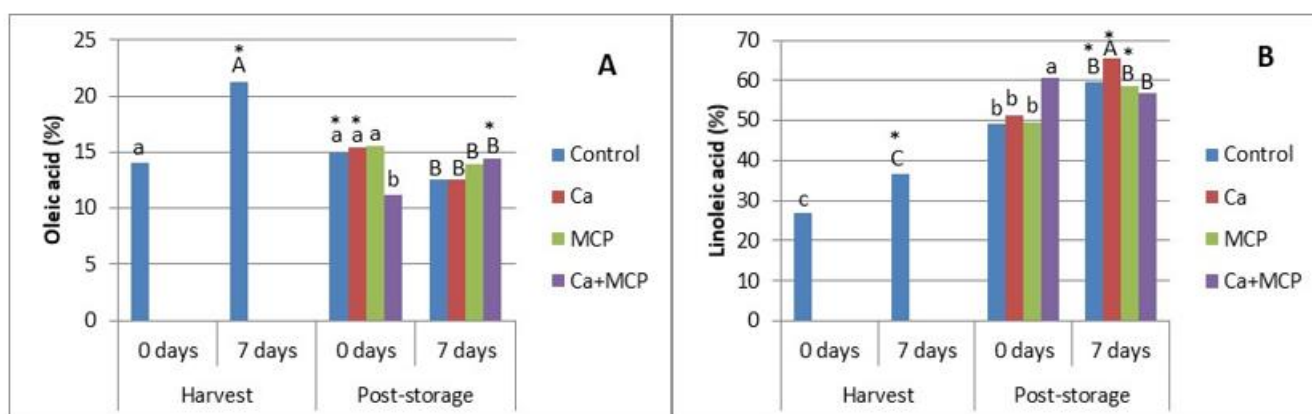 25
20
15
10
5
0
Oleic acid (%)
A
a
*
A
*
a
*
a
a
b
B
B
B
*
B
0 days
7 days
0 days
7 days
Harvest
Post-storage
Control
Ca
MCP
Ca+MCP
70
60
50
40
30
20
10
0
Linoleic acid (%)
B
c
*
C
b
b
b
a
*
B
*
A
*
B
B
0 days
7 days
0 days
7 days
Harvest
Post-storage
Control
Ca
MCP
Ca+MCP